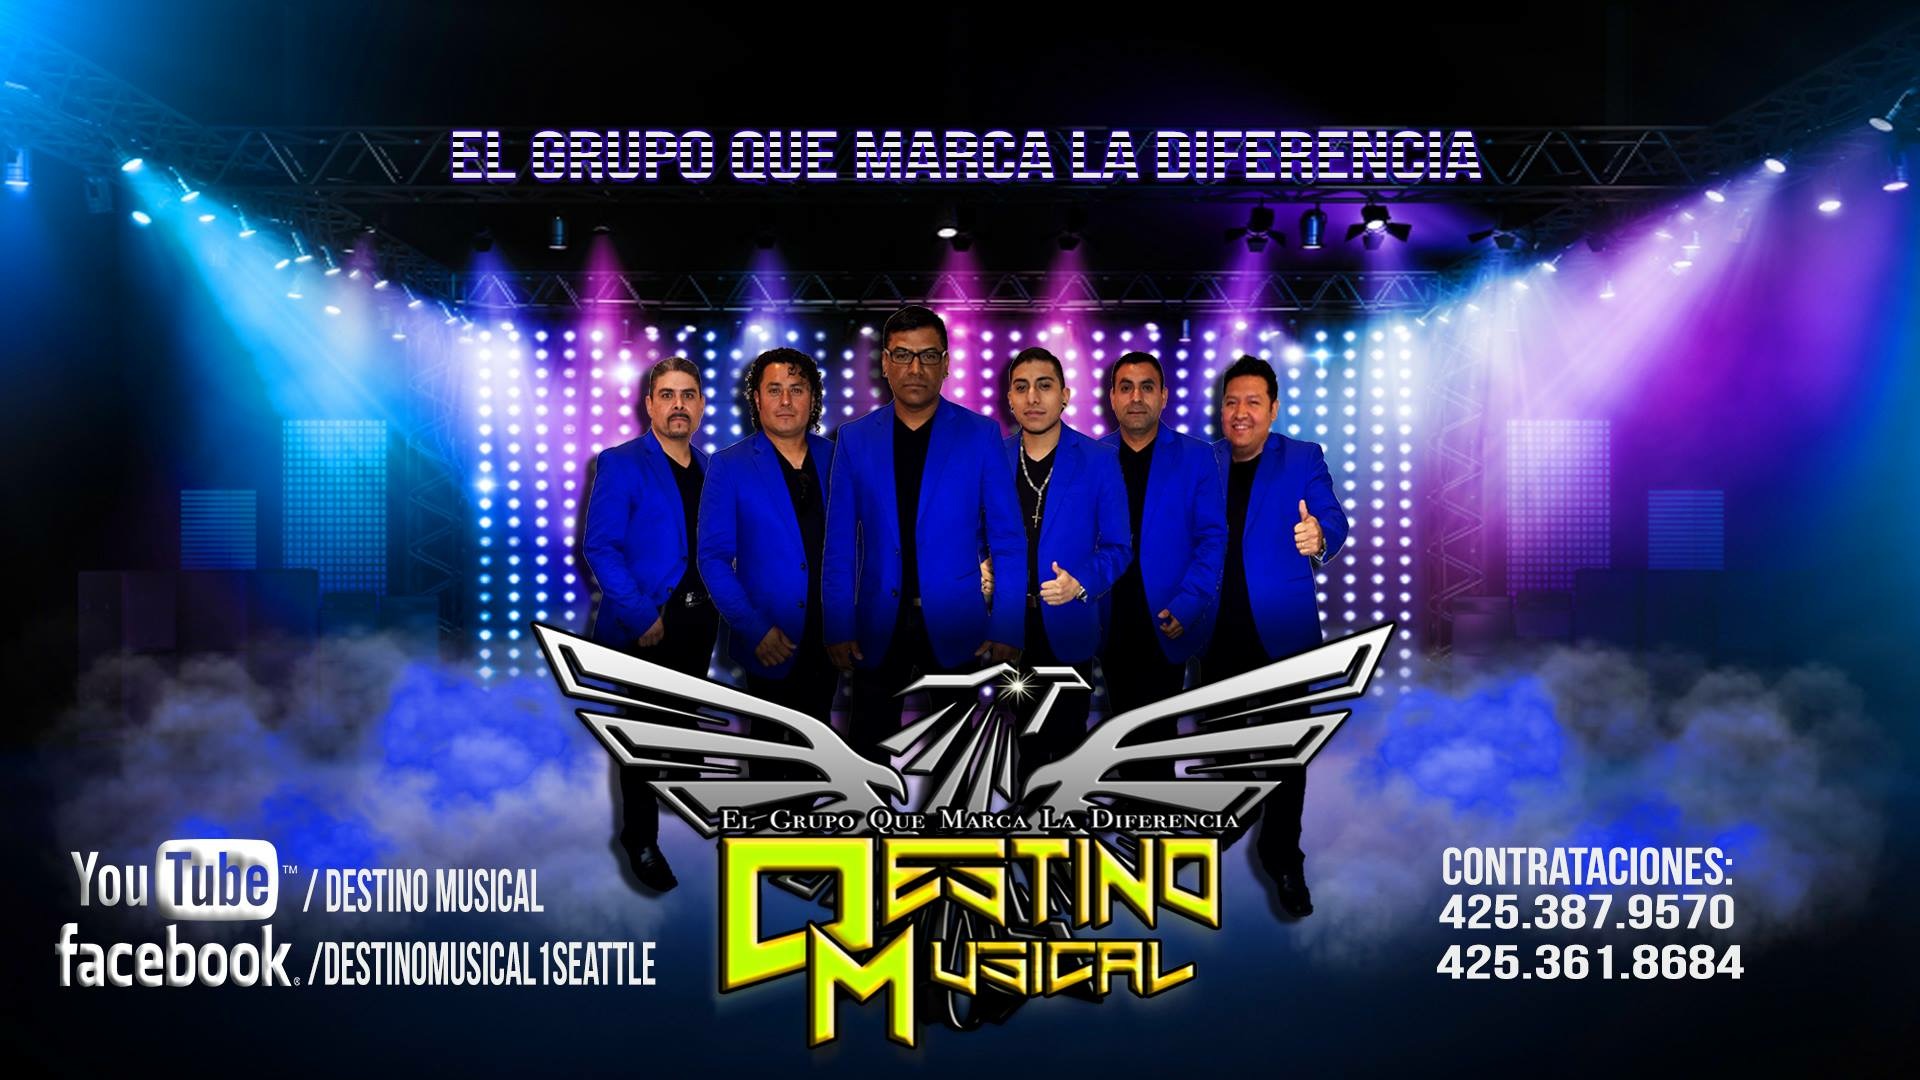 EL GRUPO QUE MARCA LA DIFERENCIA
EL GRUPO QUE MARCA LA DIFERENCIA
DESTINO
MUSICAL
YouTube™ / DESTINO MUSICAL
facebook® /DESTINOMUSICAL1SEATTLE
CONTRATACIONES:
425.387.9570
425.361.8684